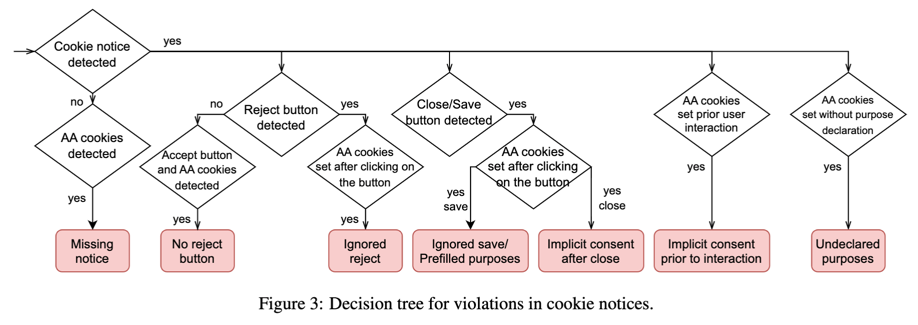 Cookie notice
detected
yes
no
AA cookies
detected
yes
Missing
notice
Reject button
detected
no
yes
Accept button
and AA cookies
detected
yes
No reject
button
AA cookies
set after clicking on
the button
yes
Ignored
reject
Close/Save
button detected
yes
AA cookies
set after clicking
on the button
yes
save
yes
close
Ignored save/
Prefilled purposes
Implicit consent
after close
AA cookies
set prior user
interaction
yes
Implicit consent
prior to interaction
AA cookies
set without purpose
declaration
yes
Undeclared
purposes
Figure 3: Decision tree for violations in cookie notices.